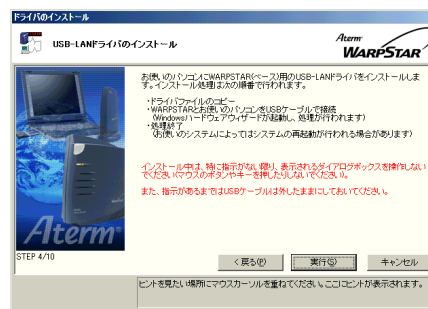 ドライバのインストール
USB-LANドライバのインストール
Aterm
WARPSTAR
お使いのパソコンにWARPSTAR(ベース)用のUSB-LANドライバをインストールしま
す。インストール処理は次の順番で行われます。
・ドライバファイルのコピー
・WARPSTARとお使いのパソコンをUSBケーブルで接続
(Windowsハードウェアウィザードが起動し、処理が行われます)
・処理終了
(お使いのシステムによってはシステムの再起動が行われる場合があります)
インストール中は、特に指示がない限り、表示されるダイアログボックスを操作しない
でください(マウスのボタンやキーを押したりしないでください)。
また、指示があるまではUSBケーブルは外したままにしておいてください。
Aterm
STEP 4/10
< 戻る(P)
実行(S)
キャンセル
ヒントを見たい場所にマウスカーソルを重ねてください。ここにヒントが表示されます。